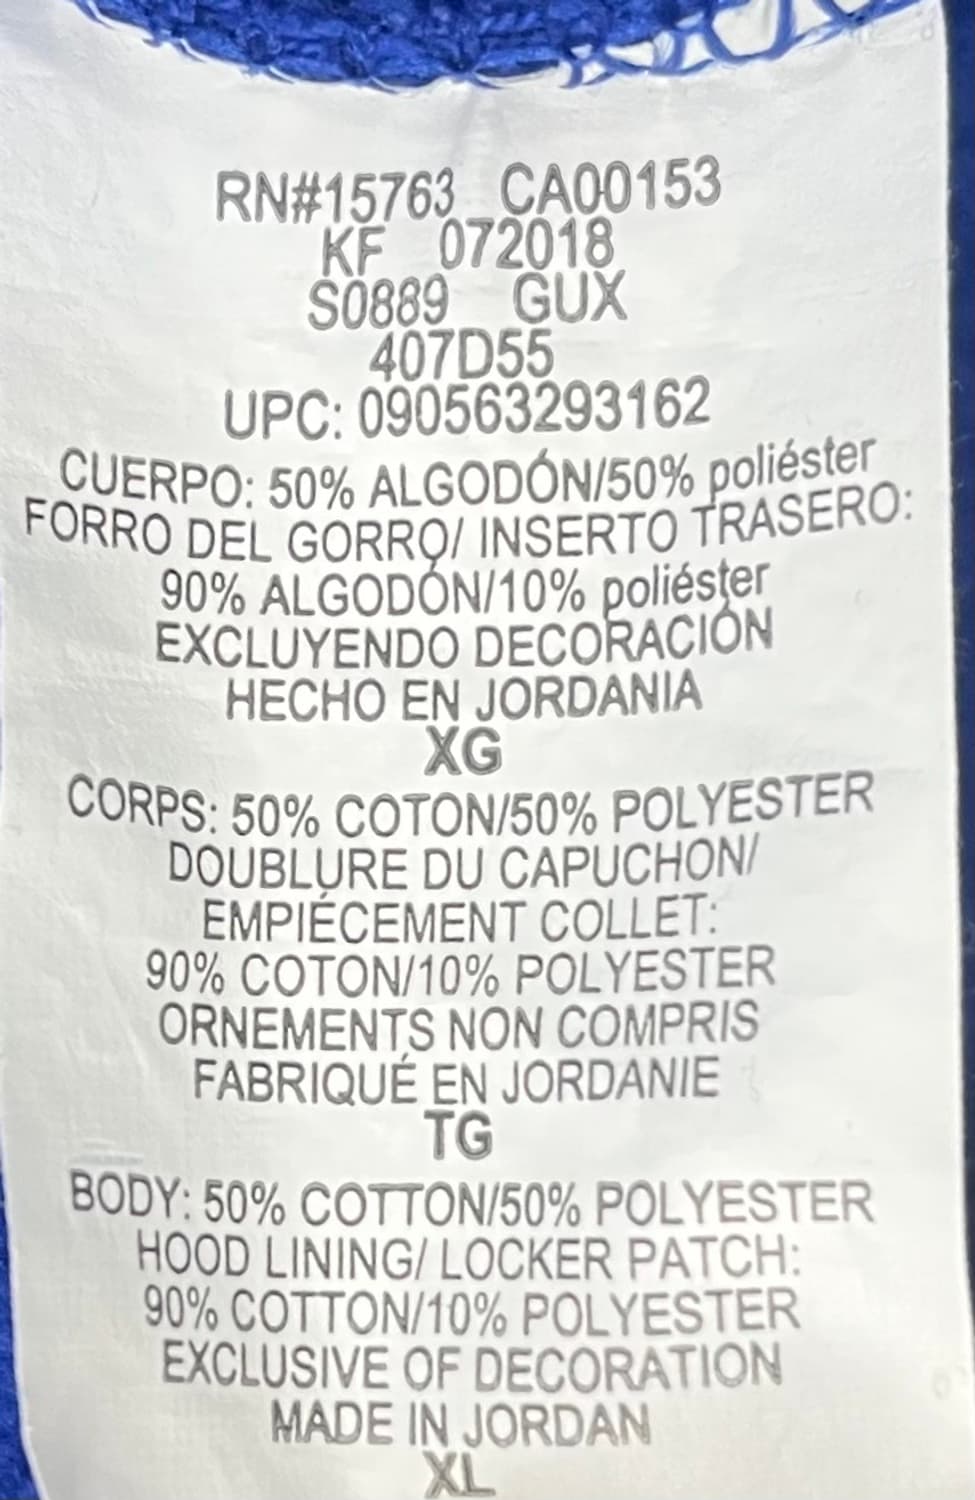 RN#15763 CA00153
KF 072018
S0889 GUX
407D55
UPC: 090563293162
CUERPO: 50% ALGODÓN/50% poliéster
FORRO DEL GORRO/ INSERTO TRASERO:
90% ALGODÓN/10% poliéster
EXCLUYENDO DECORACIÓN
HECHO EN JORDANIA
XG
CORPS: 50% COTON/50% POLYESTER
DOUBLURE DU CAPUCHON/
EMPIÉCEMENT COLLET:
90% COTON/10% POLYESTER
ORNEMENTS NON COMPRIS
FABRIQUÉ EN JORDANIE
TG
BODY: 50% COTTON/50% POLYESTER
HOOD LINING/ LOCKER PATCH:
90% COTTON/10% POLYESTER
EXCLUSIVE OF DECORATION
MADE IN JORDAN
XL